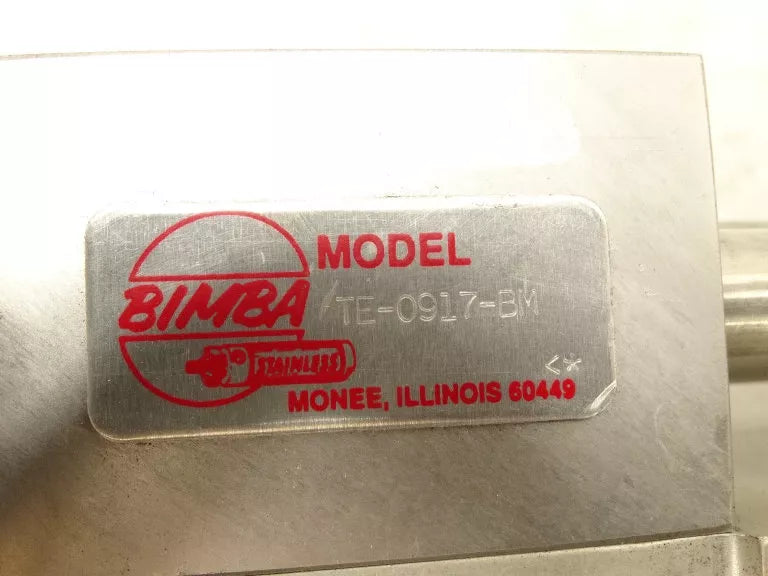 MODEL
BIMBA
TE-0917-BM
STAINLESS
<*
MONEE, ILLINOIS 60449